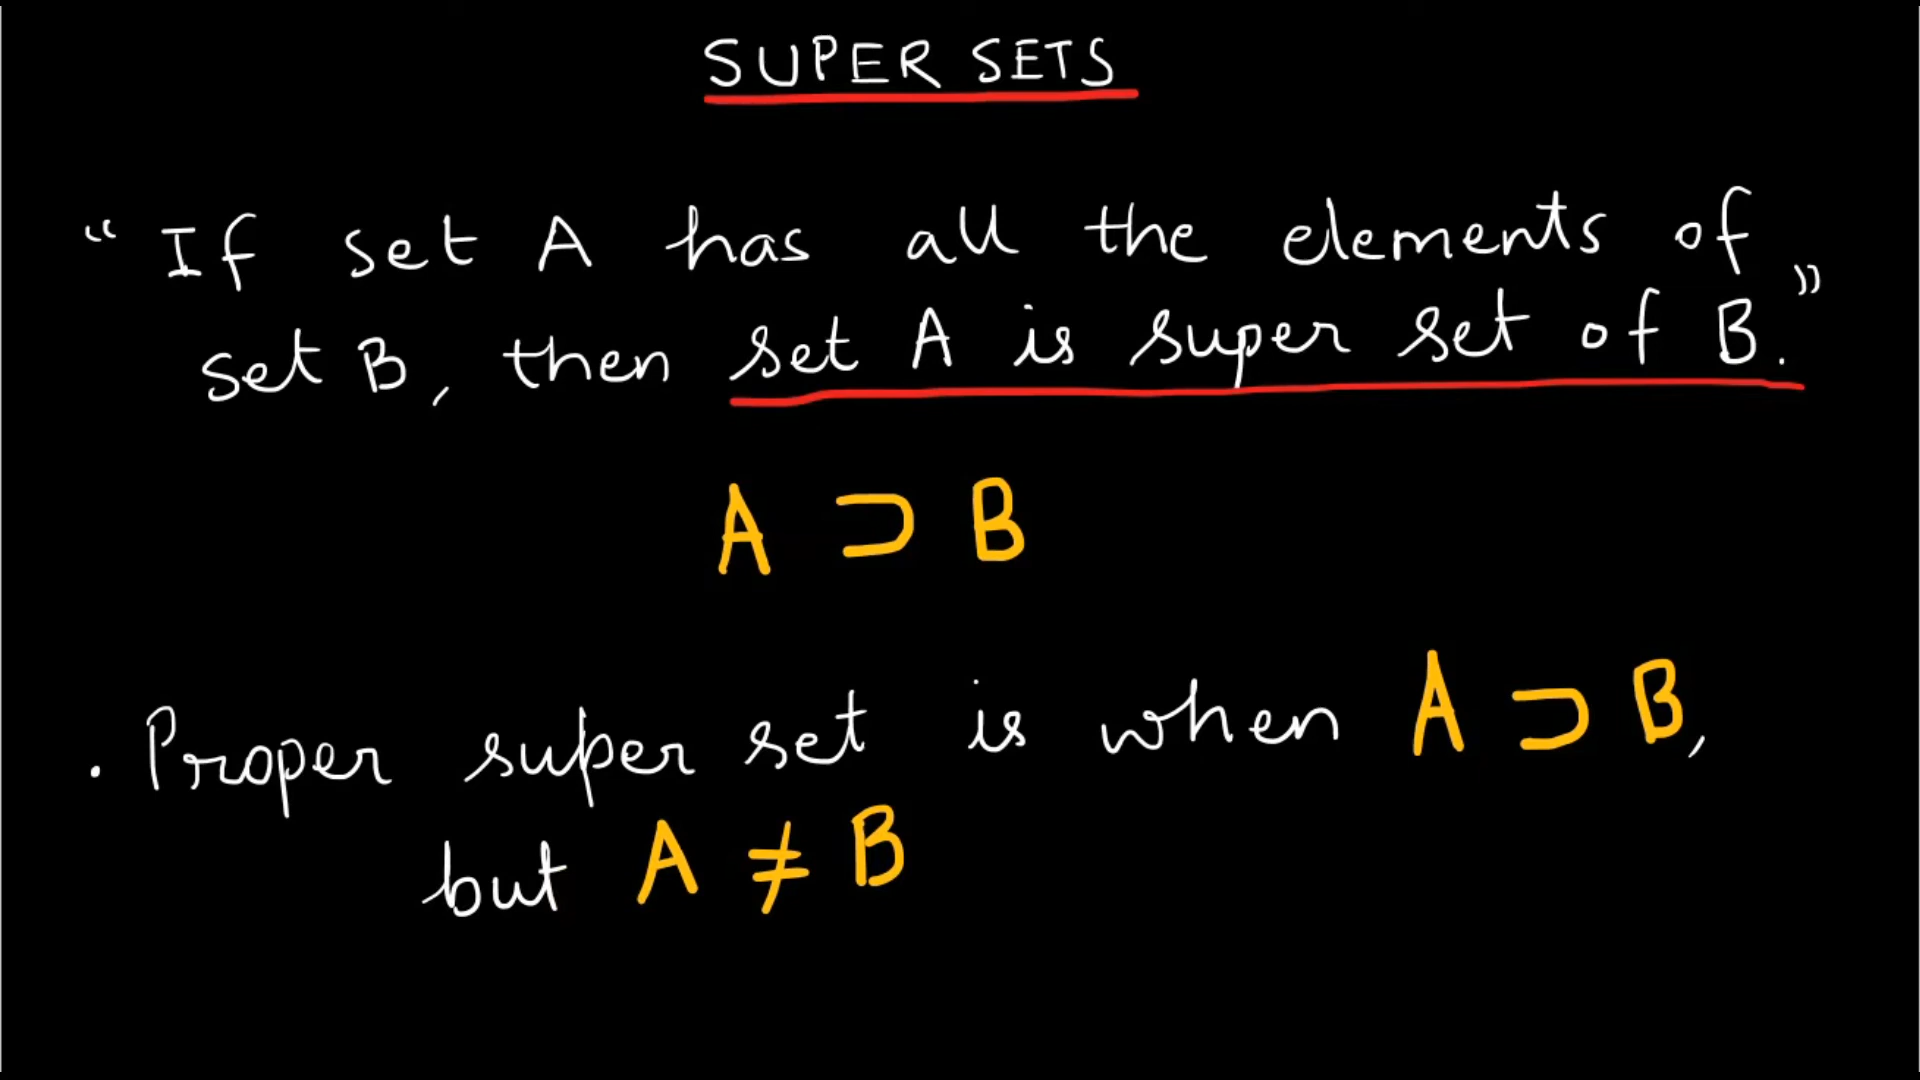 SUPER SETS
“ If set A has all the elements of
set B, then set A is super set of B.”
A ⊃ B
. Proper super set is when A ⊃ B,
but A ≠ B